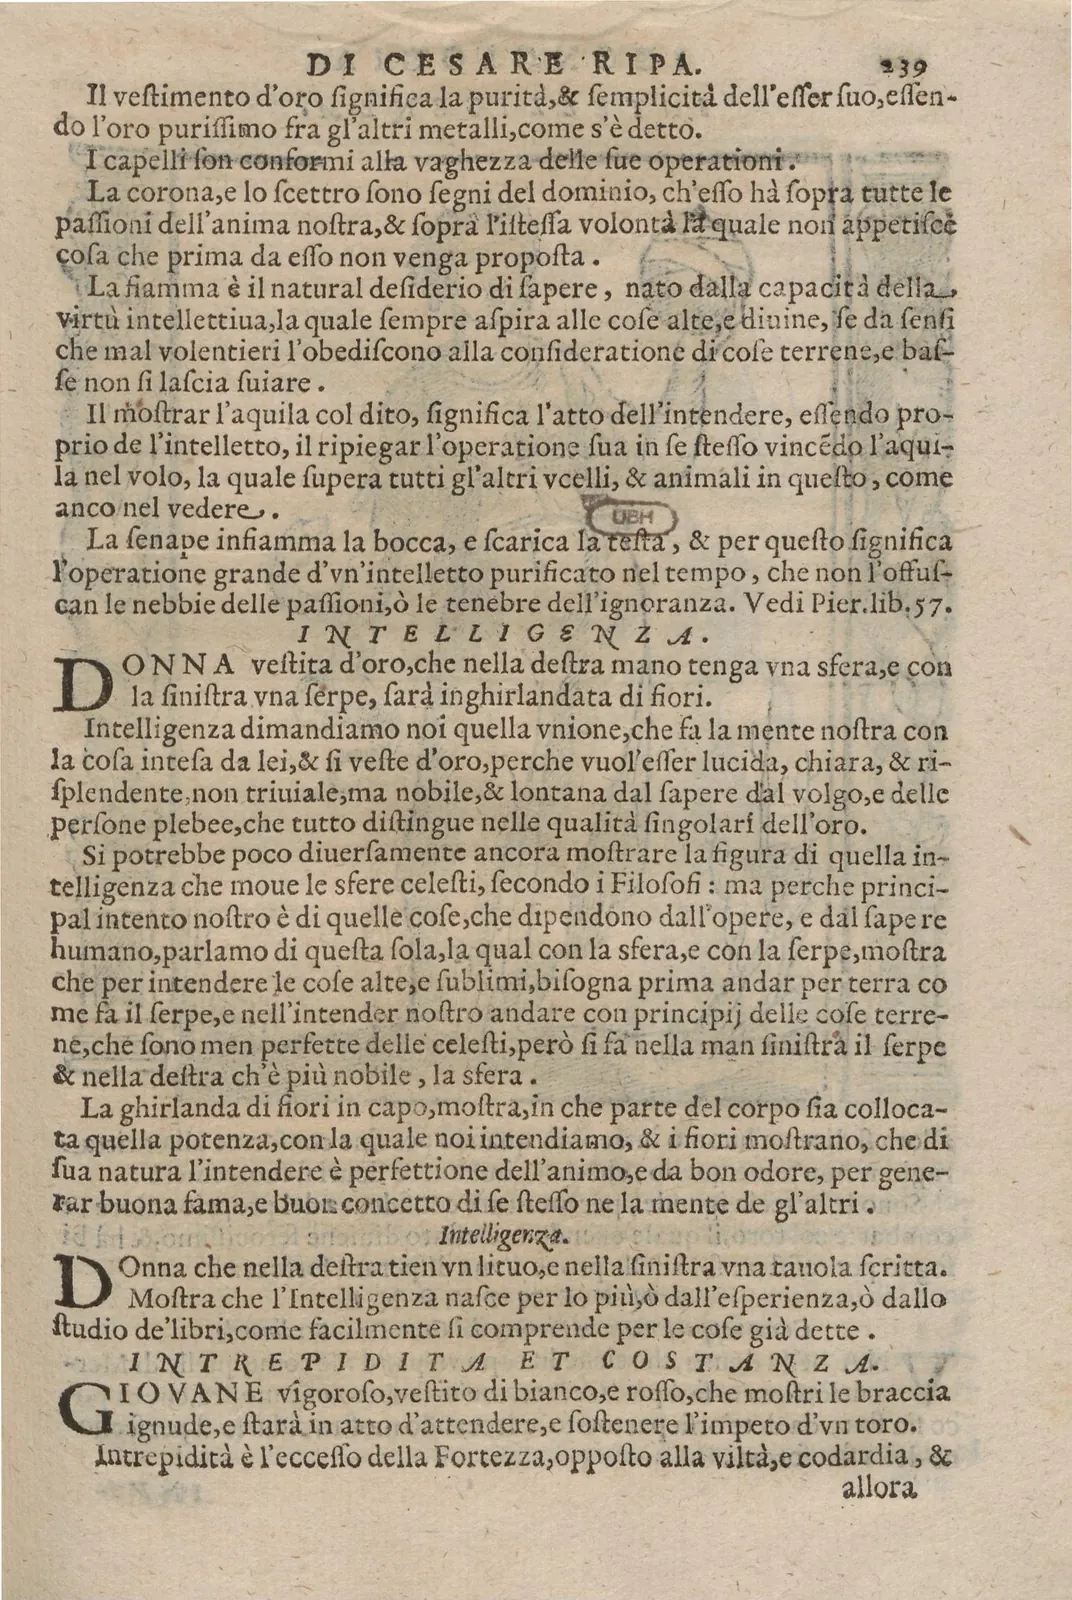 DI CESARE RIPA. 239
Il vestimento d'oro significa la purità,& semplicità dell'esser suo,essen-
do l'oro purissimo fra gl'altri metalli,come s'è detto.
I capelli son conformi alla vaghezza delle sue operationi.
La corona,e lo scettro sono segni del dominio, ch'esso hà sopra tutte le
passioni dell'anima nostra,& sopra l'istessa volontà la quale non appetisce
cosa che prima da esso non venga proposta.
La fiamma è il natural desiderio di sapere, nato dalla capacità della
virtù intellettiua,la quale sempre aspira alle cose alte,e diuine, se da sensi
che mal volentieri l'obediscono alla consideratione di cose terrene,e bas-
se non si lascia suiare.
Il mostrar l'aquila col dito, significa l'atto dell'intendere, essendo pro-
prio de l'intelletto, il ripiegar l'operatione sua in se stesso vincēdo l'aqui-
la nel volo, la quale supera tutti gl'altri vcelli, & animali in questo, come
anco nel vedere.
UBH
La senape infiamma la bocca, e scarica la testa, & per questo significa
l'operatione grande d'vn'intelletto purificato nel tempo, che non l'offus-
can le nebbie delle passioni,ò le tenebre dell'ignoranza. Vedi Pier.lib.57.
INTELLIGENZA.
DONNA vestita d'oro,che nella destra mano tenga vna sfera,e con
la sinistra vna serpe, sarà inghirlandata di fiori.
Intelligenza dimandiamo noi quella vnione,che fa la mente nostra con
la cosa intesa da lei,& si veste d'oro,perche vuol'esser lucida, chiara, & ri-
splendente,non triuiale,ma nobile,& lontana dal sapere dal volgo,e delle
persone plebee,che tutto distingue nelle qualità singolari dell'oro.
Si potrebbe poco diuersamente ancora mostrare la figura di quella in-
telligenza che moue le sfere celesti, secondo i Filosofi: ma perche princi-
pal intento nostro è di quelle cose,che dipendono dall'opere, e dal sapere
humano,parlamo di questa sola,la qual con la sfera,e con la serpe,mostra
che per intendere le cose alte,e sublimi,bisogna prima andar per terra co
me fa il serpe,e nell'intender nostro andare con principij delle cose terre-
ne,che sono men perfette delle celesti,però si fa nella man sinistra il serpe
& nella destra ch'è più nobile, la sfera.
La ghirlanda di fiori in capo,mostra,in che parte del corpo sia colloca-
ta quella potenza,con la quale noi intendiamo, & i fiori mostrano, che di
sua natura l'intendere è perfettione dell'animo,e da bon odore, per gene-
rar buona fama,e buon concetto di se stesso ne la mente de gl'altri.
Intelligenza.
DOnna che nella destra tien vn lituo,e nella sinistra vna tauola scritta.
Mostra che l'Intelligenza nasce per lo più,ò dall'esperienza,ò dallo
studio de'libri,come facilmente si comprende per le cose già dette.
INTREPIDITA ET COSTANZA.
GIOVANE vigoroso,vestito di bianco,e rosso,che mostri le braccia
ignude,e starà in atto d'attendere,e sostenere l'impeto d'vn toro.
Intrepidità è l'eccesso della Fortezza,opposto alla viltà,e codardia, &
allora